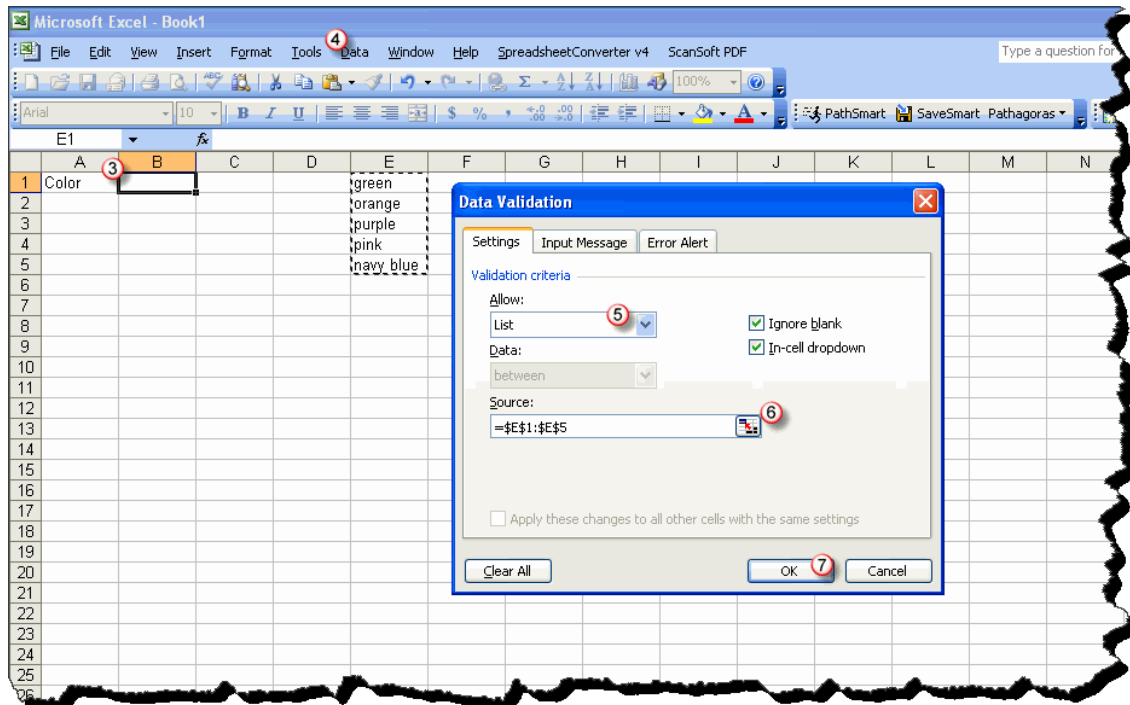 Microsoft Excel - Book1
File Edit View Insert Format Tools 4 Data Window Help SpreadsheetConverter v4 ScanSoft PDF Type a question for
100%
Arial 10 B I U $ % , PathSmart SaveSmart Pathagoras
E1 fx
A B C D E F G H I J K L M N
3
1 Color green
2 orange
3 purple
4 pink
5 navy blue
6
7
8
9
10
11
12
13
14
15
16
17
18
19
20
21
22
23
24
25
26
Data Validation
Settings Input Message Error Alert
Validation criteria
Allow:
List 5 Ignore blank
Data: In-cell dropdown
between
Source:
=$E$1:$E$5 6
Apply these changes to all other cells with the same settings
Clear All OK 7 Cancel